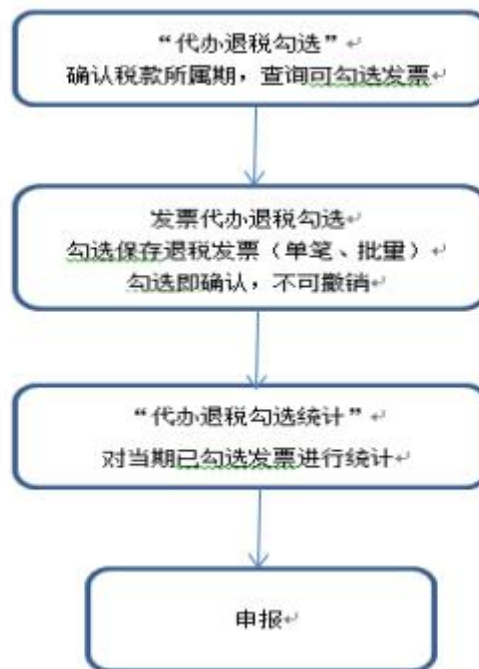 “代办退税勾选”
确认税款所属期，查询可勾选发票
发票代办退税勾选
勾选保存退税发票（单笔、批量）
勾选即确认，不可撤销
“代办退税勾选统计”
对当期已勾选发票进行统计
申报